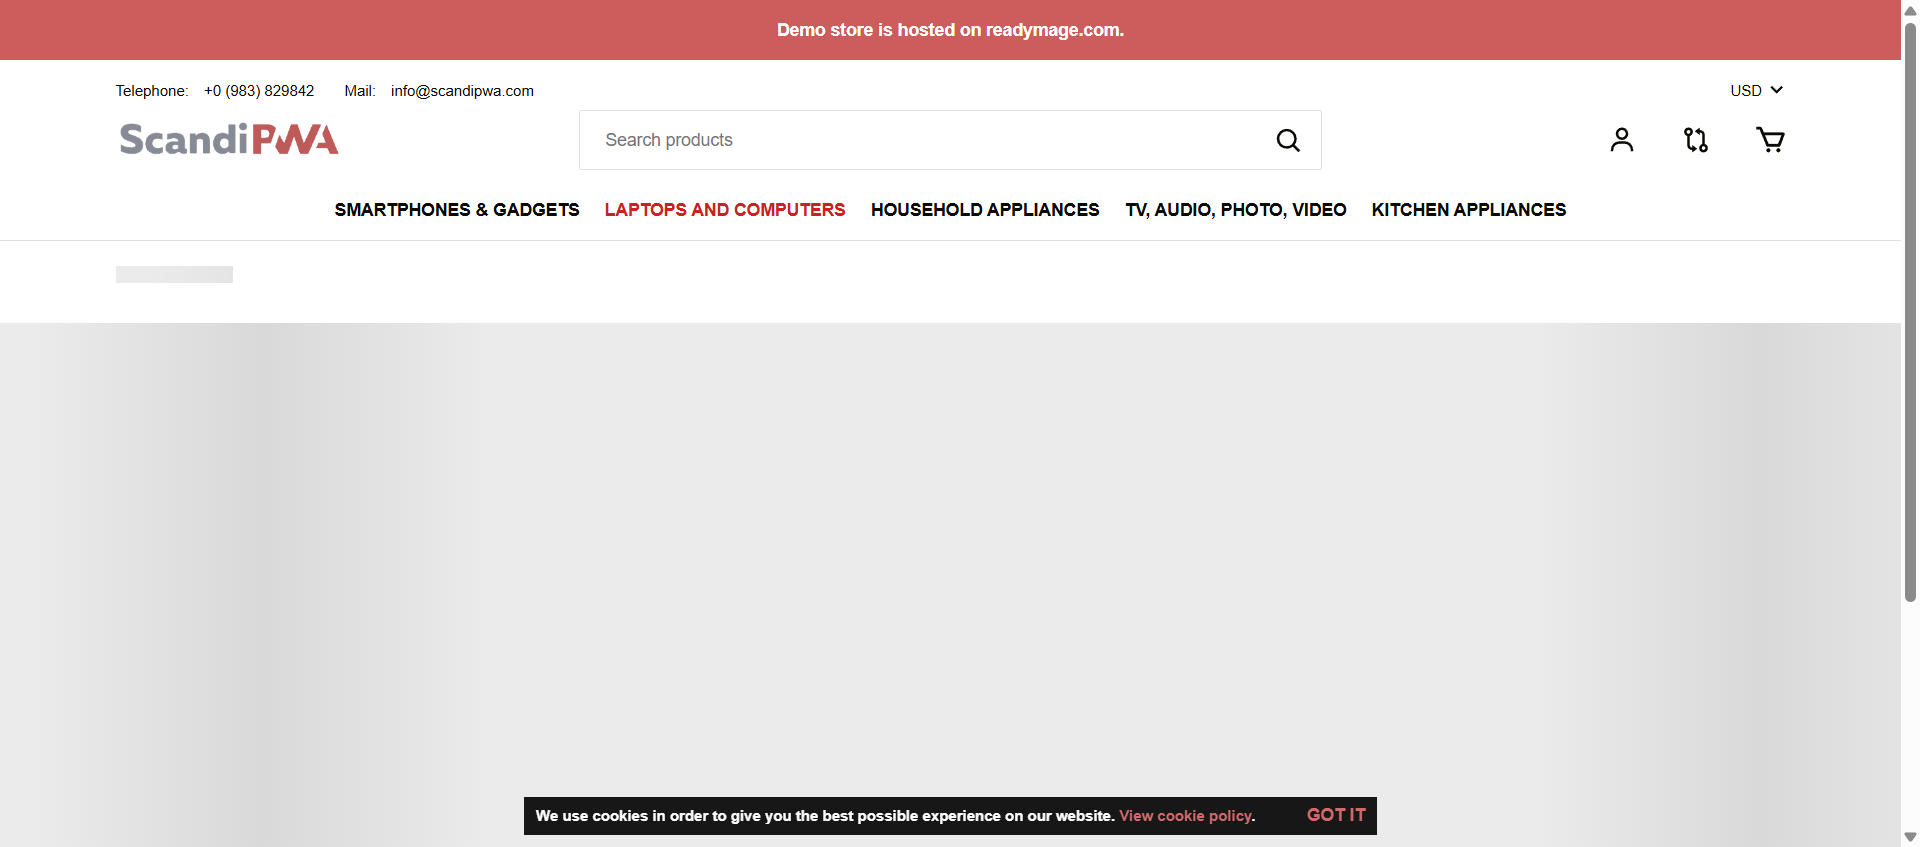 Demo store is hosted on readymage.com.
Telephone: +0 (983) 829842 Mail: info@scandipwa.com USD
ScandiPWA Search products
SMARTPHONES & GADGETS LAPTOPS AND COMPUTERS HOUSEHOLD APPLIANCES TV, AUDIO, PHOTO, VIDEO KITCHEN APPLIANCES
We use cookies in order to give you the best possible experience on our website. View cookie policy. GOT IT